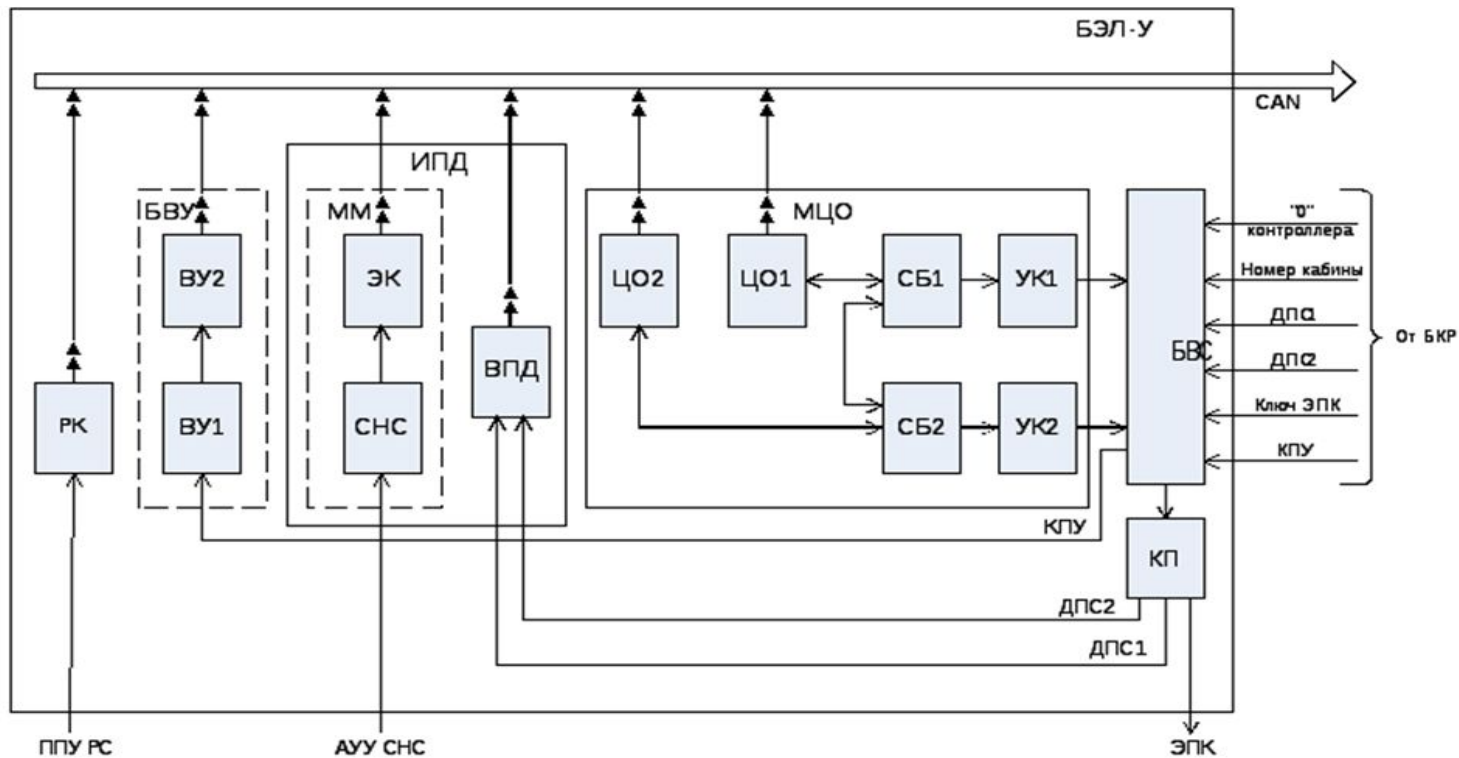 БЭЛ-У
CAN
ИПД
БВУ
ММ
МЦО
"0"
контроллера
ВУ2
ЭК
ЦО2
ЦО1
СБ1
УК1
Номер кабины
ДПС1
От БКР
ВПД
БВС
ДПС2
РК
ВУ1
СНС
СБ2
УК2
Ключ ЭПК
КПУ
КПУ
КП
ДПС2
ДПС1
ППУ РС
АУУ СНС
ЭПК